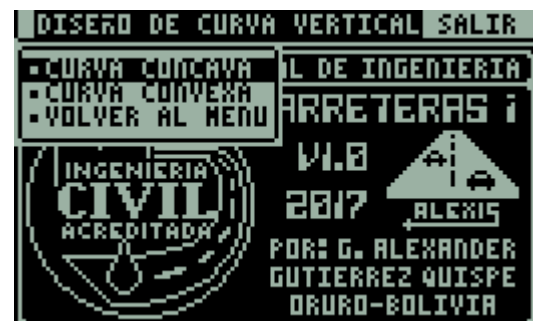 DISEÑO DE CURVA VERTICAL SALIR
▪CURVA CONCAVA
▪CURVA CONVEXA
▪VOLVER AL MENU
L DE INGENIERIA
ARRETERAS i
V1.0
2017
ALEXIS
INGENIERIA
CIVIL
ACREDITADA
POR: G. ALEXANDER
GUTIERREZ QUISPE
ORURO-BOLIVIA